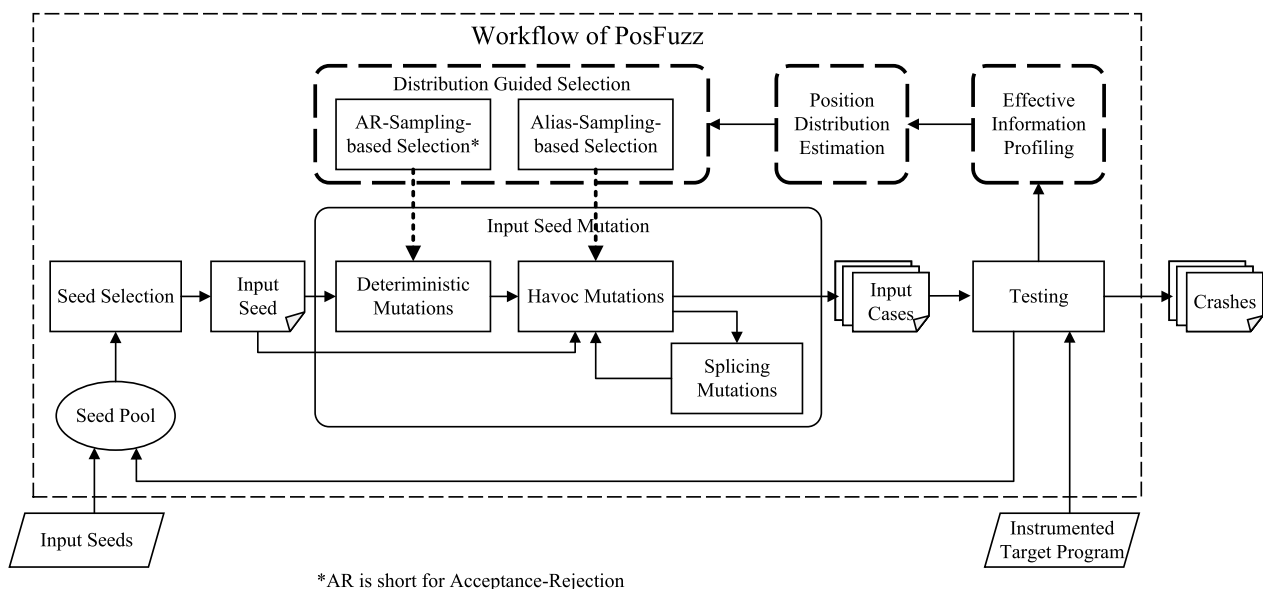 Workflow of PosFuzz
Distribution Guided Selection
AR-Sampling-
based Selection*
Alias-Sampling-
based Selection
Position
Distribution
Estimation
Effective
Information
Profiling
Input Seed Mutation
Seed Selection
Input
Seed
Deteriministic
Mutations
Havoc Mutations
Splicing
Mutations
Input
Cases
Testing
Crashes
Seed Pool
Input Seeds
Instrumented
Target Program
*AR is short for Acceptance-Rejection